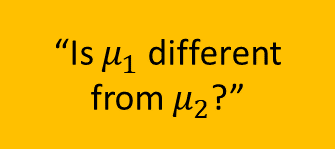 “Is 𝜇₁ different
from 𝜇₂?”